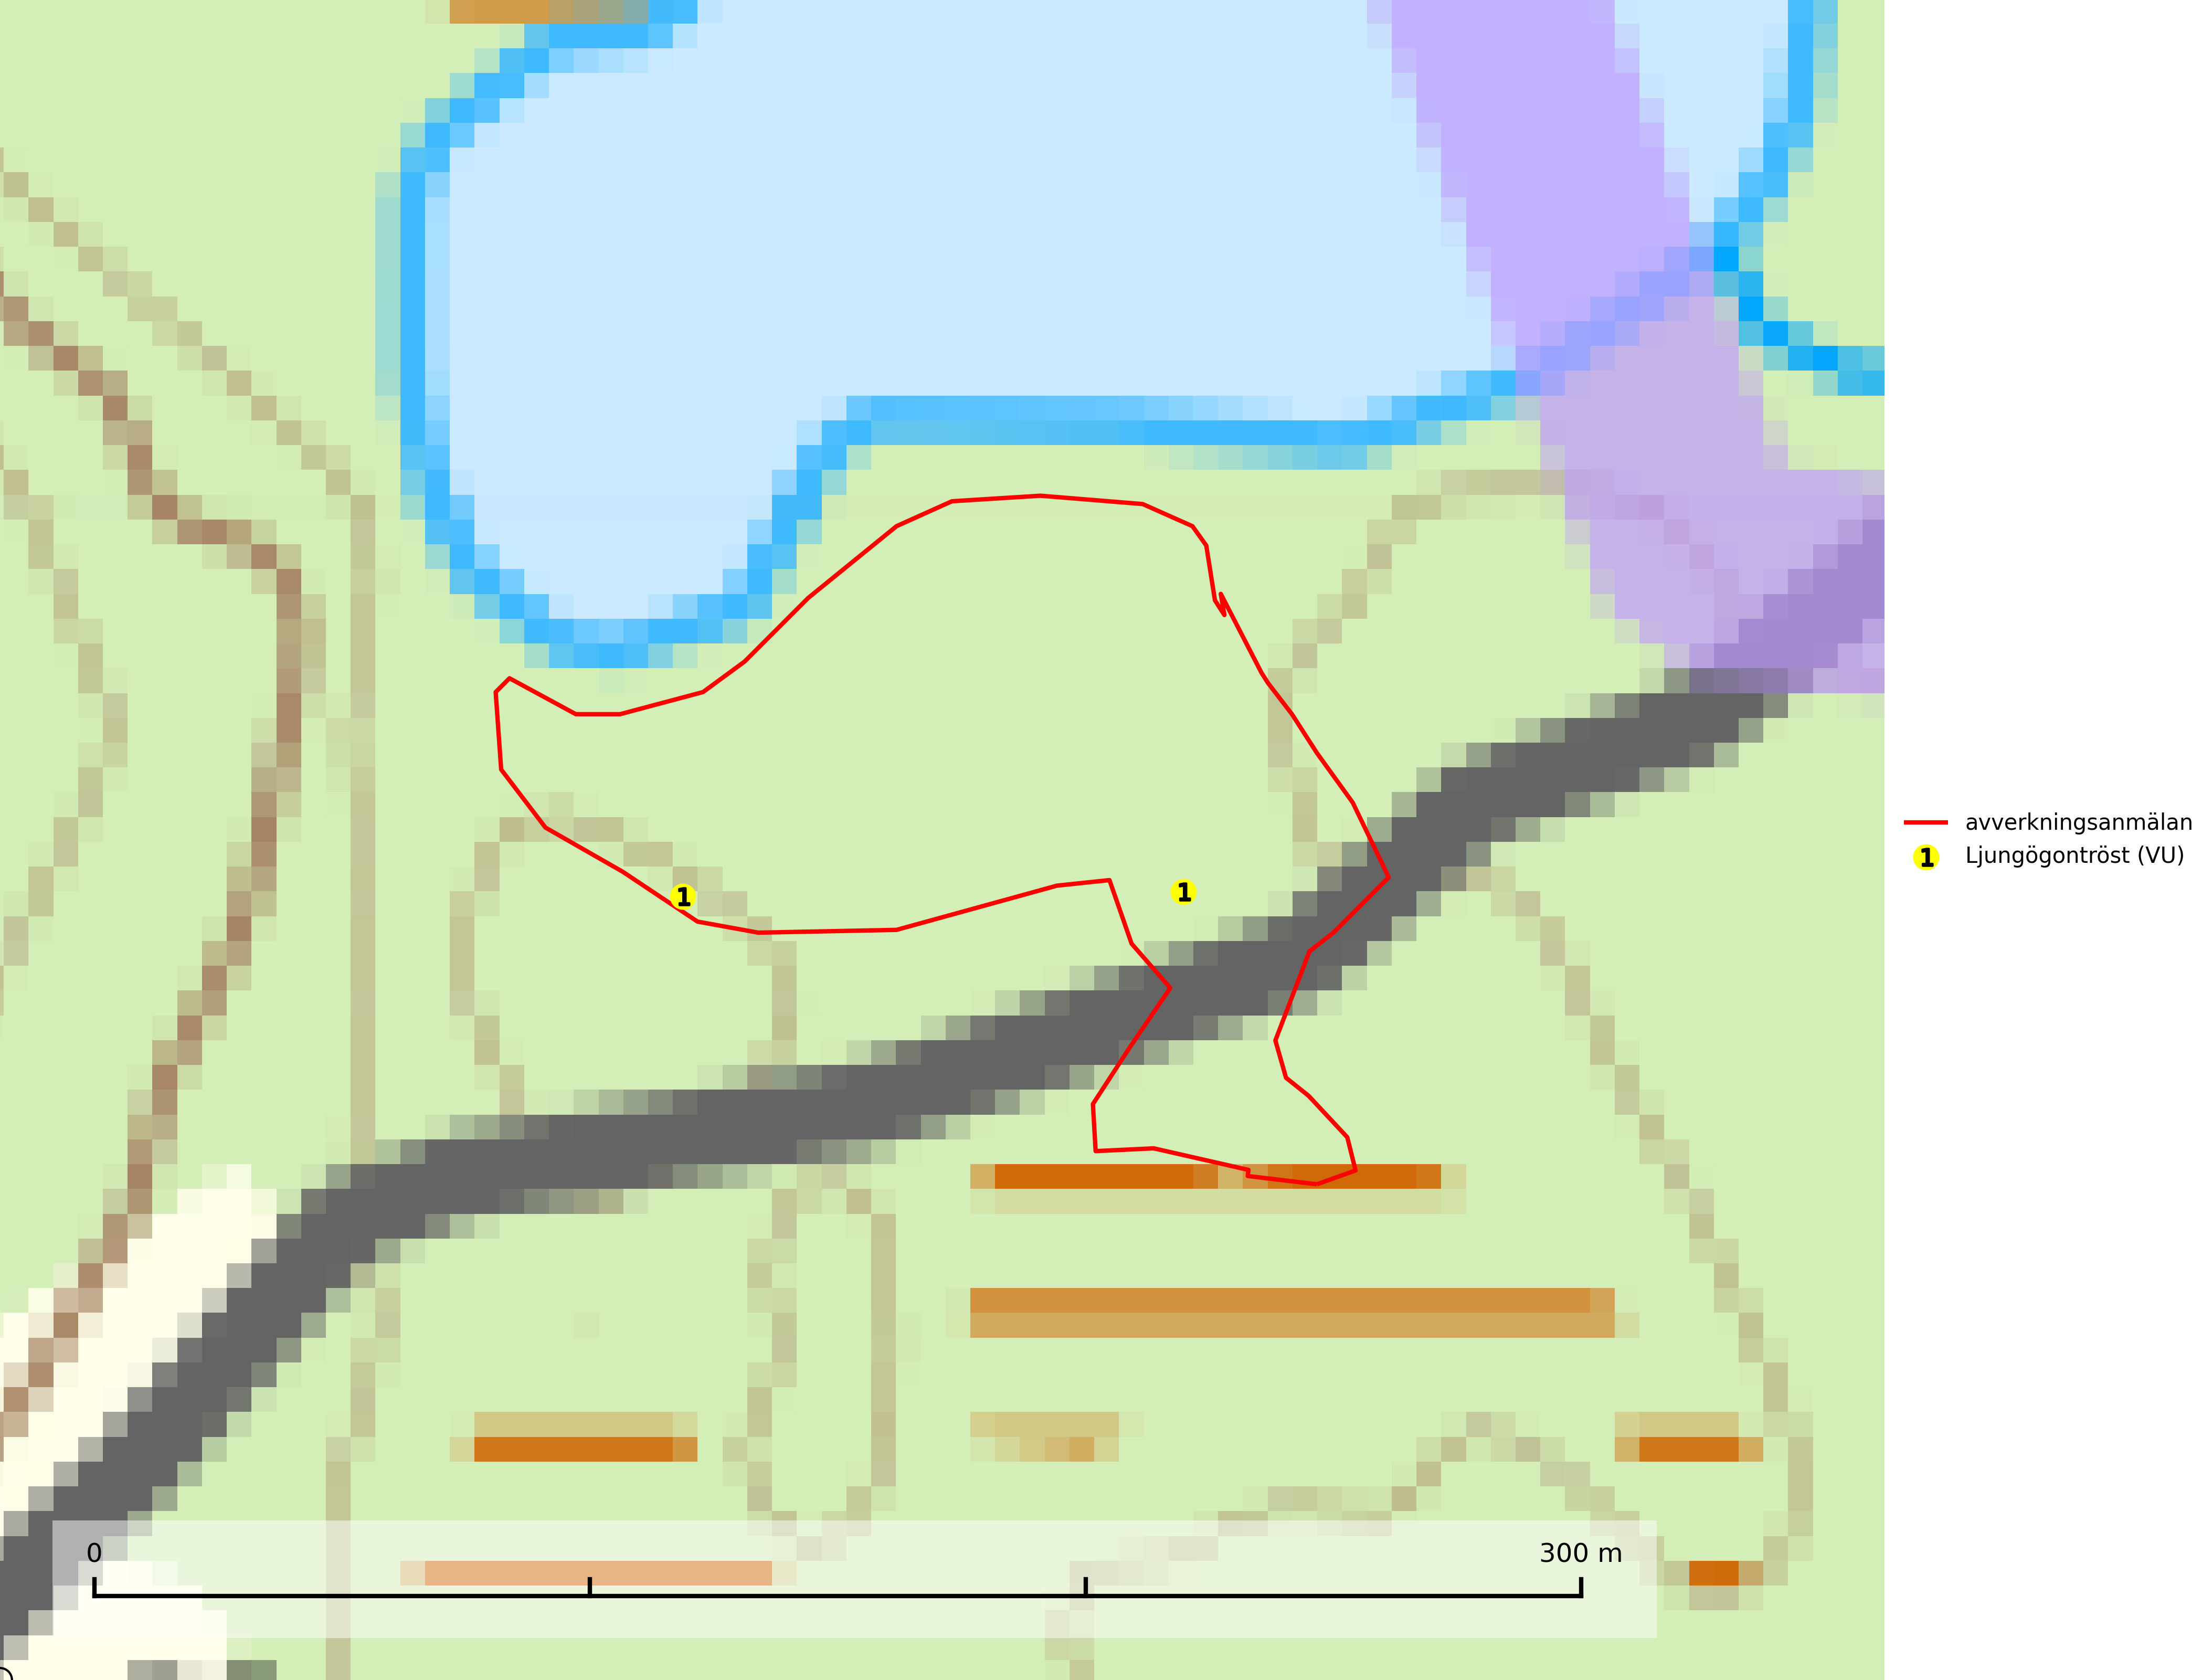 avverkningsanmälan
1 Ljungögontröst (VU)
1
1
0 300 m